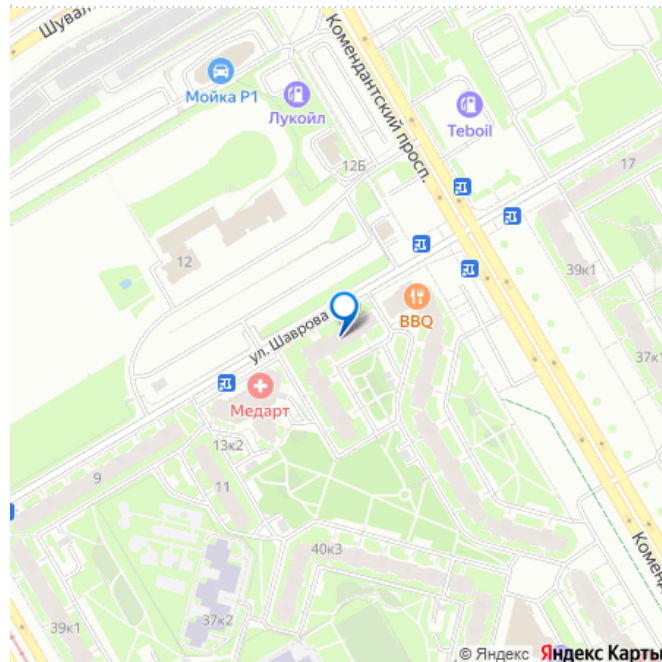 Шувал
Комендантский просп.
Мойка Р1
Лукойл
Teboil
12Б
17
12
39к1
ул. Шаврова
BBQ
37к1
Медарт
13к2
9
11
40к3
Коменд
37к2
39к1
© Яндекс Яндекс Карты